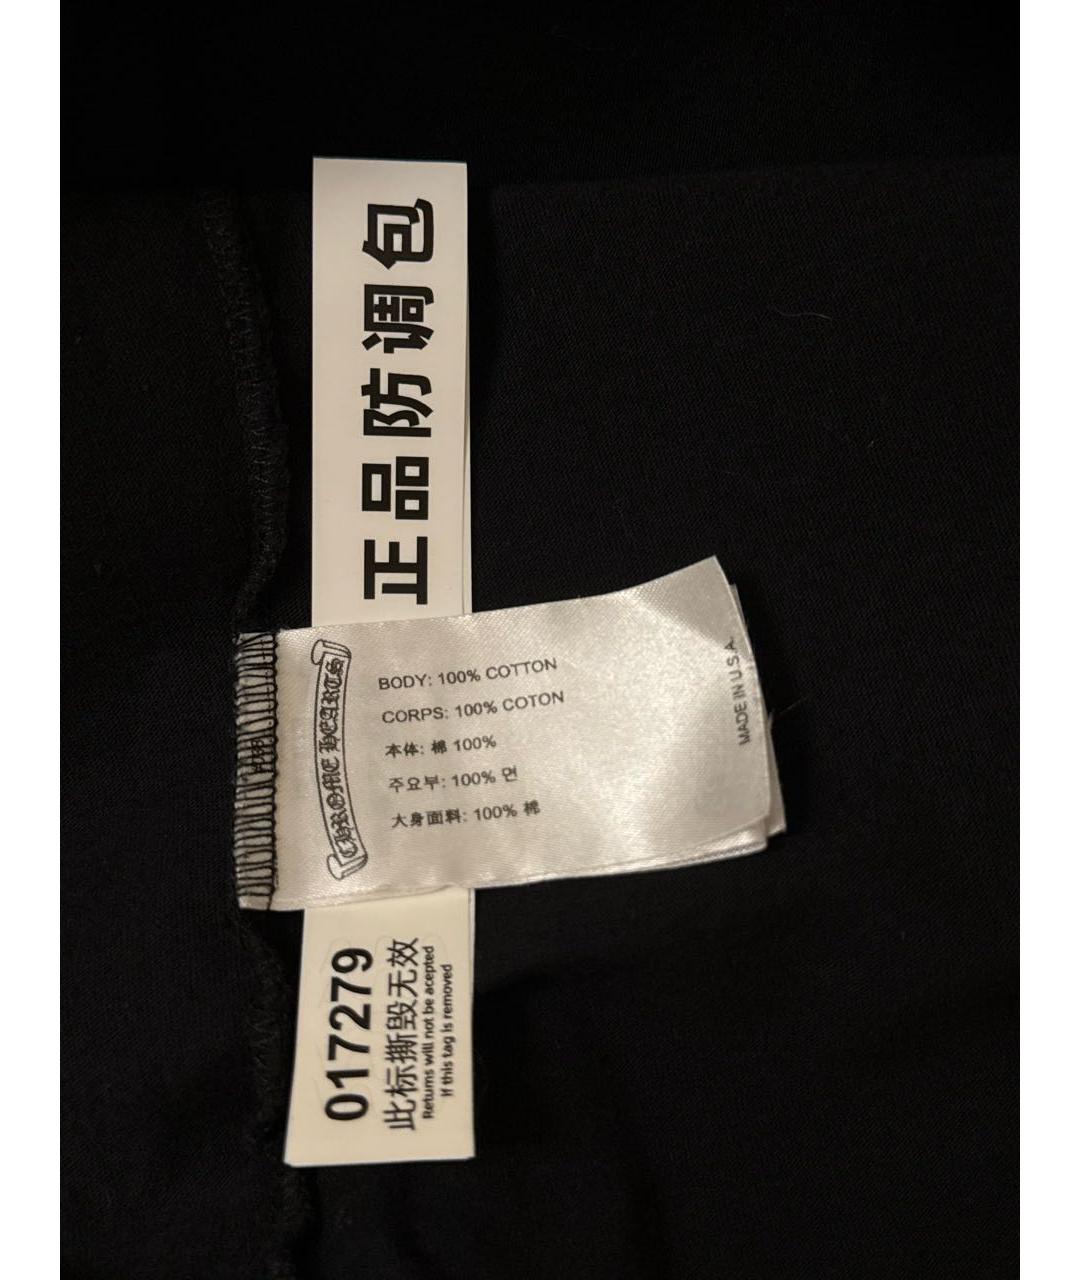 正品防调包
CHROME HEARTS
BODY: 100% COTTON
CORPS: 100% COTON
本体: 棉 100%
주요부: 100% 면
大身面料: 100% 棉
MADE IN U.S.A.
017279
此标撕毁无效
Returns will not be acepted
If this tag is removed